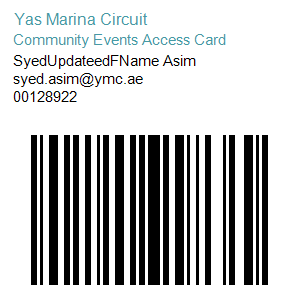 Yas Marina Circuit
Community Events Access Card
SyedUpdateedFName Asim
syed.asim@ymc.ae
00128922